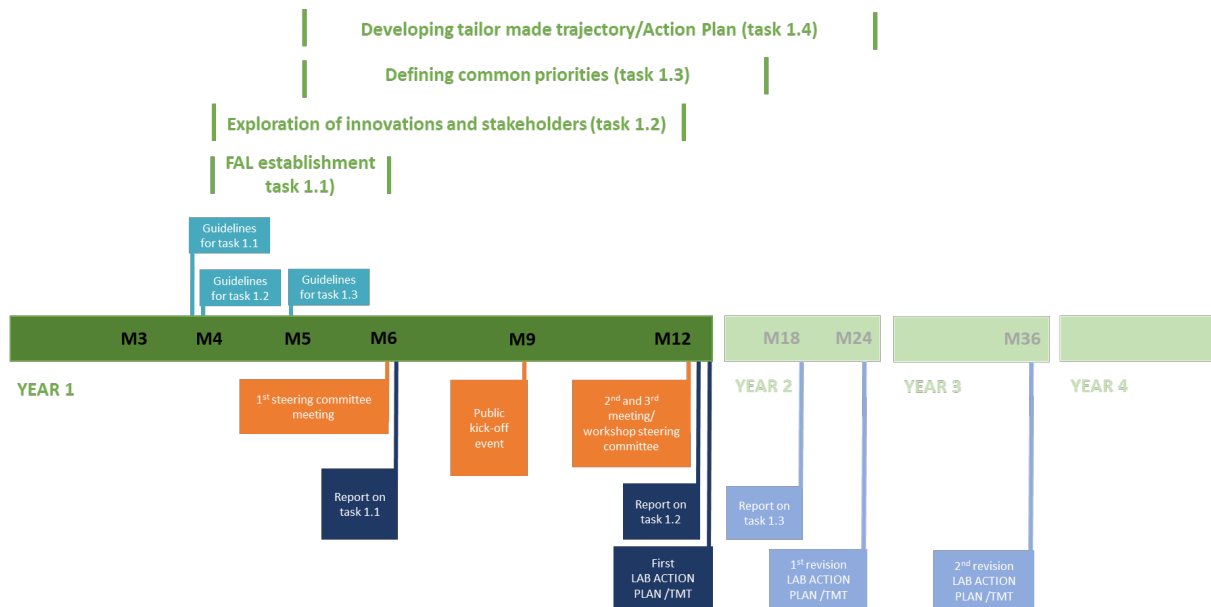 Developing tailor made trajectory/Action Plan (task 1.4)
Defining common priorities (task 1.3)
Exploration of innovations and stakeholders (task 1.2)
FAL establishment
task 1.1)
Guidelines
for task 1.1
Guidelines
for task 1.2
Guidelines
for task 1.3
M3
M4
M5
M6
M9
M12
M18
M24
M36
YEAR 1
YEAR 2
YEAR 3
YEAR 4
1st steering committee
meeting
Public
kick-off
event
2nd and 3rd
meeting/
workshop steering
committee
Report on
task 1.1
Report on
task 1.2
Report on
task 1.3
First
LAB ACTION
PLAN /TMT
1st revision
LAB ACTION
PLAN /TMT
2nd revision
LAB ACTION
PLAN /TMT